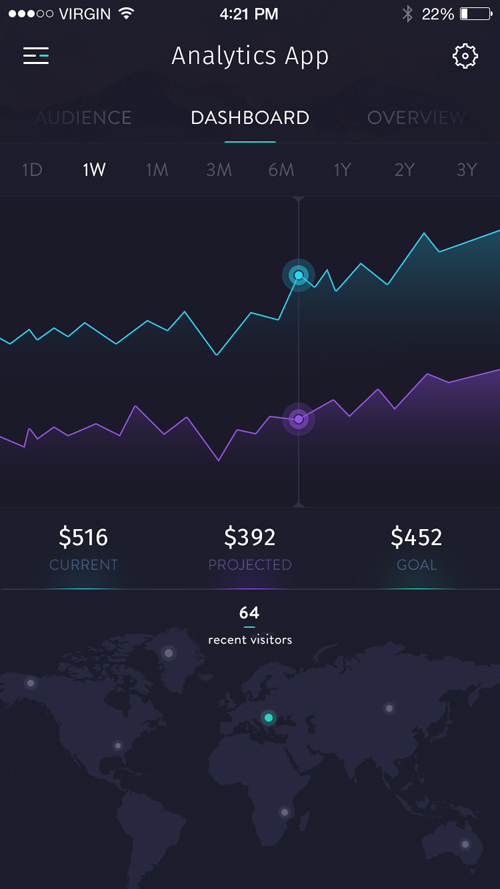 VIRGIN 4:21 PM 22%
Analytics App
AUDIENCE DASHBOARD OVERVIEW
1D 1W 1M 3M 6M 1Y 2Y 3Y
$516 $392 $452
CURRENT PROJECTED GOAL
64
recent visitors